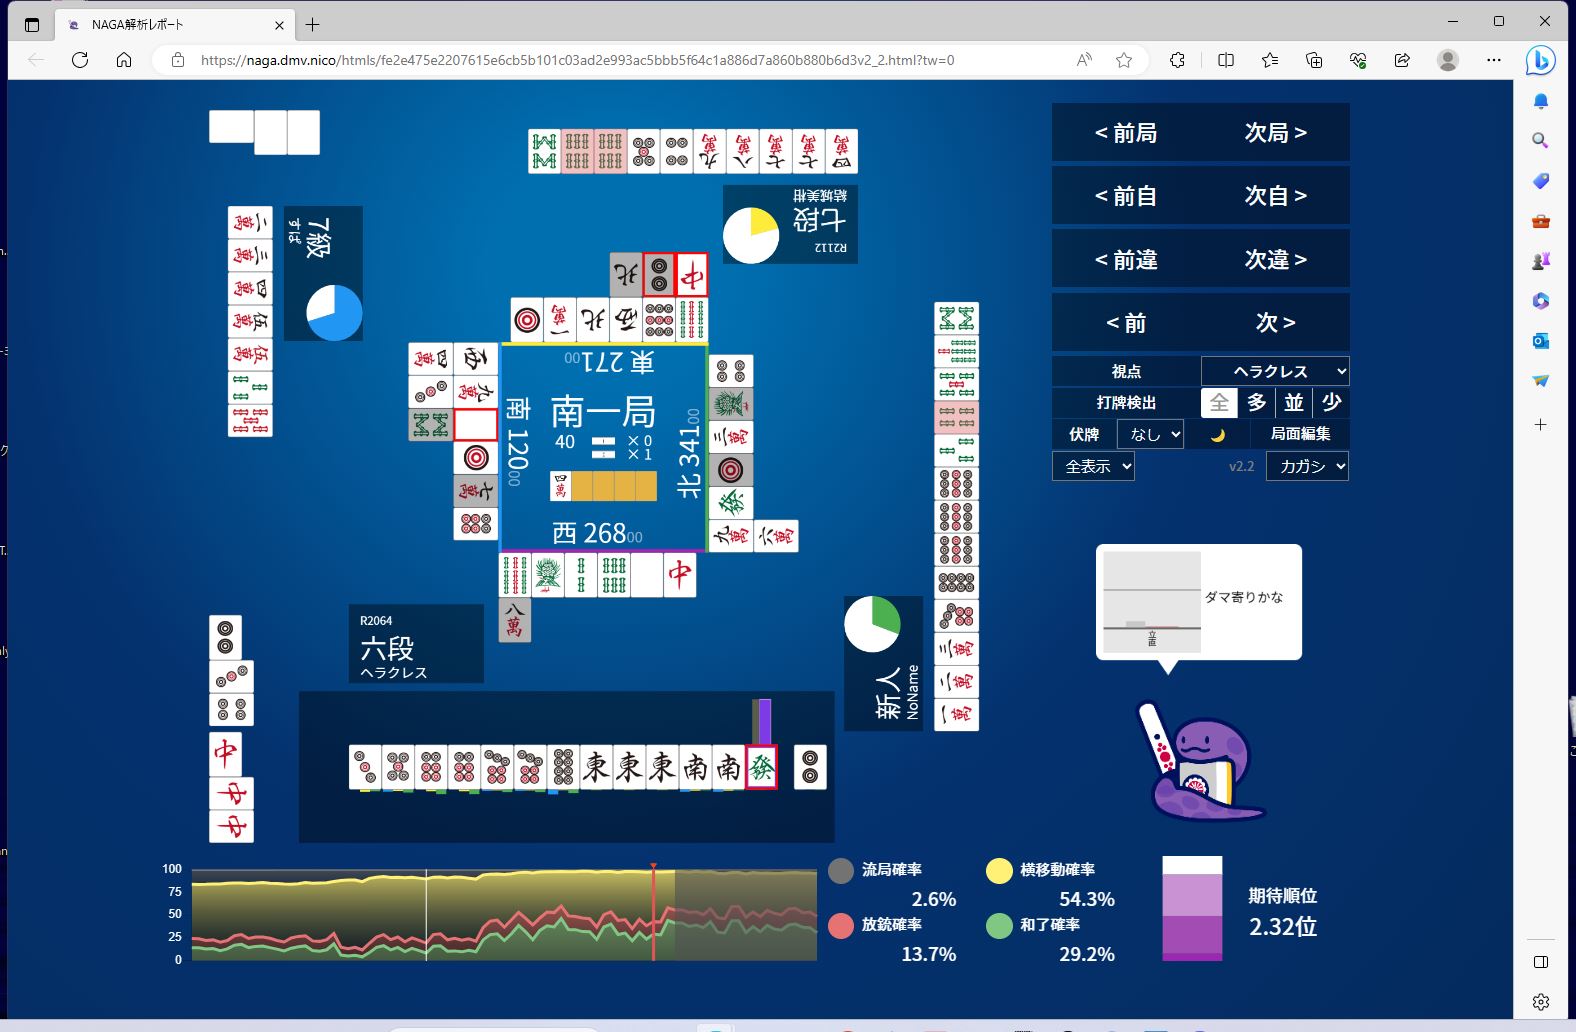 NAGA解析レポート
https://naga.dmv.nico/htmls/fe2e475e2207615e6cb5b101c03ad2e993ac5bbb5f64c1a886d7a860b880b6d3v2_2.html?tw=0
< 前局 次局 >
< 前自 次自 >
< 前違 次違 >
< 前 次 >
視点 ヘラクレス
打牌検出 全 多 並 少
伏牌 なし 局面編集
全表示 v2.2 カガシ
7級
すぱ
結城美柑
七段
R2112
東 27100
南 12000
南一局
40 ×0
×1
北 34100
西 26800
R2064
六段
ヘラクレス
新人
NoName
ダマ寄りかな
立直
100
75
50
25
0
流局確率
2.6%
横移動確率
54.3%
放銃確率
13.7%
和了確率
29.2%
期待順位
2.32位